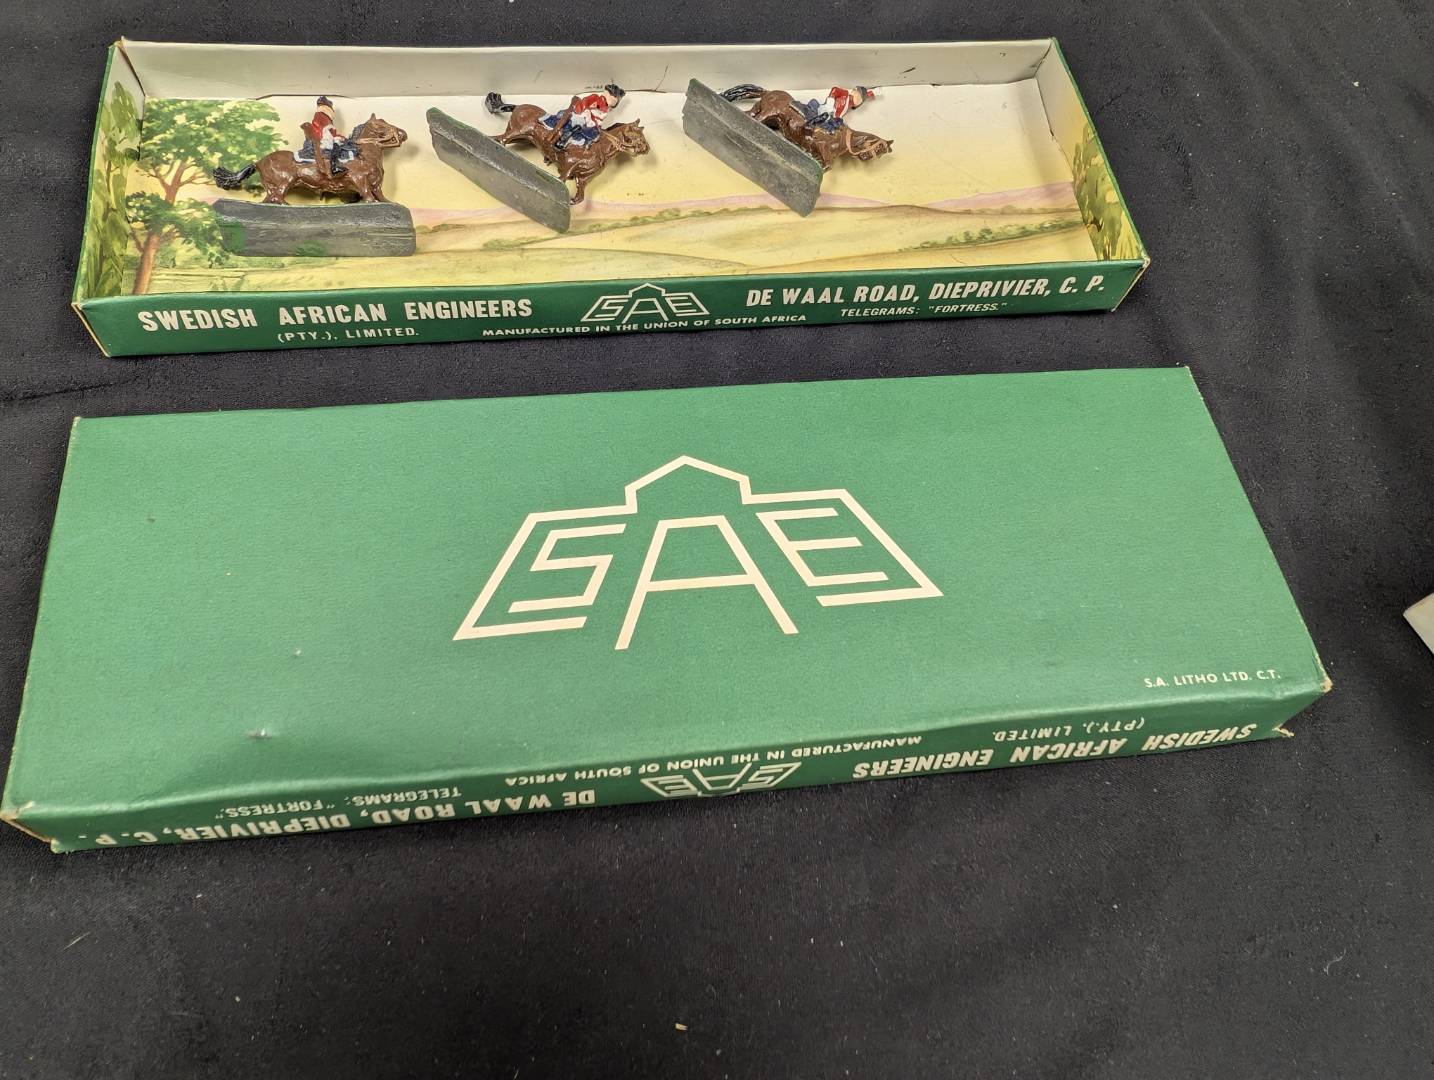 SWEDISH AFRICAN ENGINEERS
(PTY.), LIMITED.
SAE
MANUFACTURED IN THE UNION OF SOUTH AFRICA
DE WAAL ROAD, DIEPRIVIER, C. P.
TELEGRAMS: "FORTRESS."
SAE
S.A. LITHO LTD. C.T.
SWEDISH AFRICAN ENGINEERS
(PTY.), LIMITED.
SAE
MANUFACTURED IN THE UNION OF SOUTH AFRICA
DE WAAL ROAD, DIEPRIVIER, C. P.
TELEGRAMS: "FORTRESS."